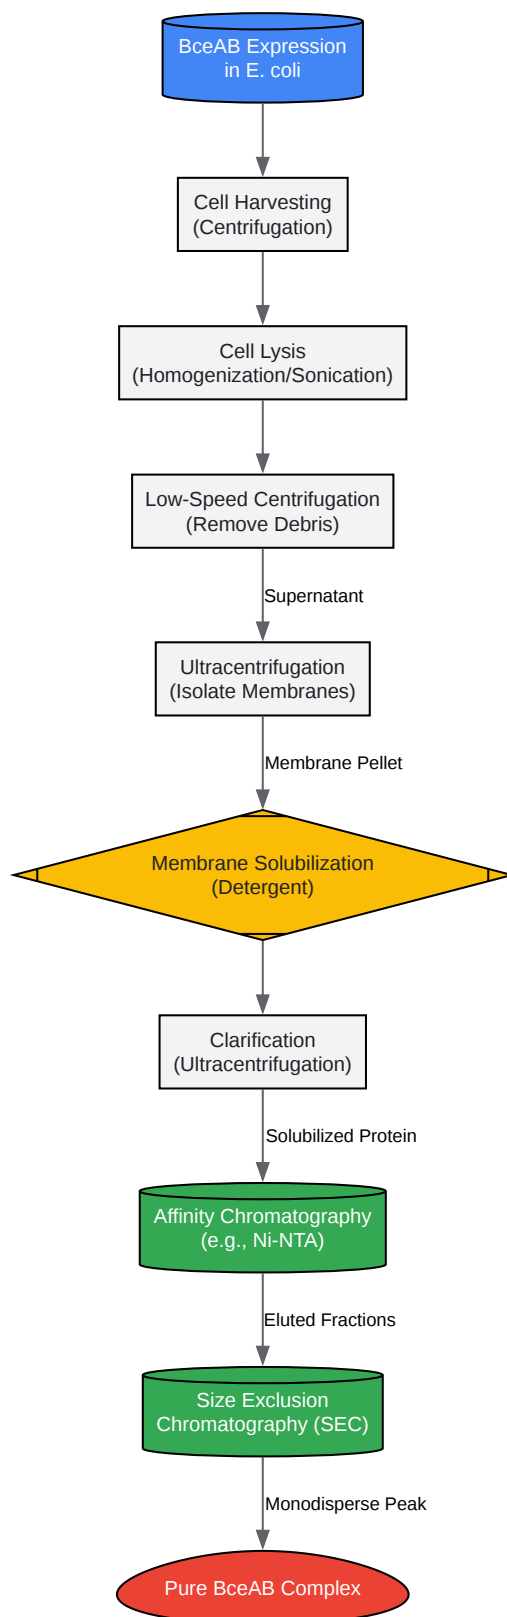 BceAB Expression
in E. coli
Cell Harvesting
(Centrifugation)
Cell Lysis
(Homogenization/Sonication)
Low-Speed Centrifugation
(Remove Debris)
Supernatant
Ultracentrifugation
(Isolate Membranes)
Membrane Pellet
Membrane Solubilization
(Detergent)
Clarification
(Ultracentrifugation)
Solubilized Protein
Affinity Chromatography
(e.g., Ni-NTA)
Eluted Fractions
Size Exclusion
Chromatography (SEC)
Monodisperse Peak
Pure BceAB Complex